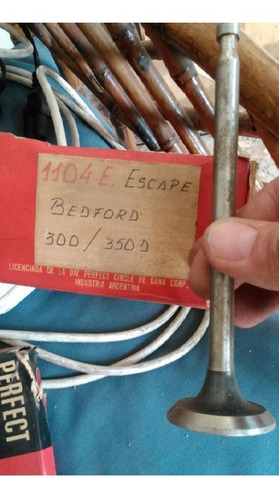 1104 E. ESCAPE
BEDFORD
300 / 350 D
LICENCIADA DE LA DIV. PERFECT CIRCLE DE DANA CORP.
INDUSTRIA ARGENTINA
PERFECT